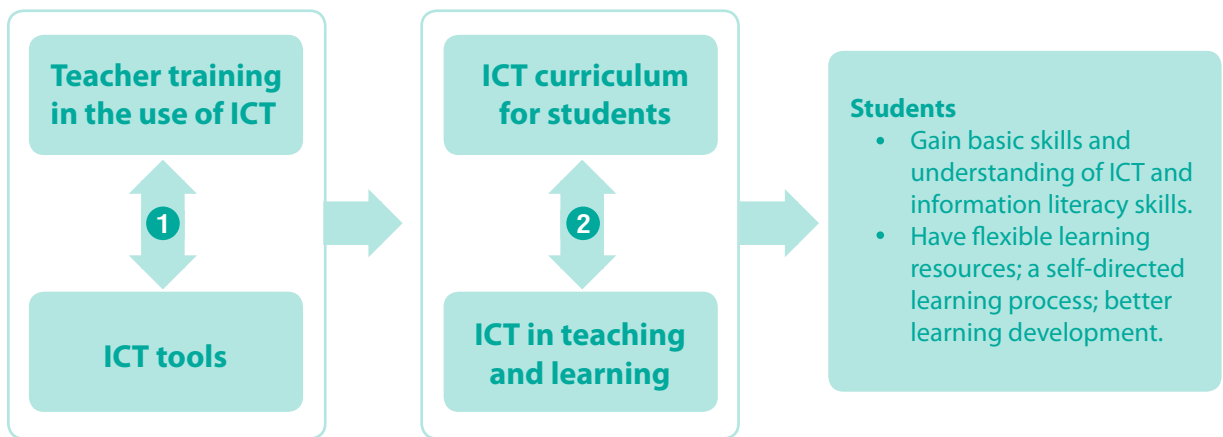 Teacher training
in the use of ICT
1
ICT tools
ICT curriculum
for students
2
ICT in teaching
and learning
Students
• Gain basic skills and
understanding of ICT and
information literacy skills.
• Have flexible learning
resources; a self-directed
learning process; better
learning development.